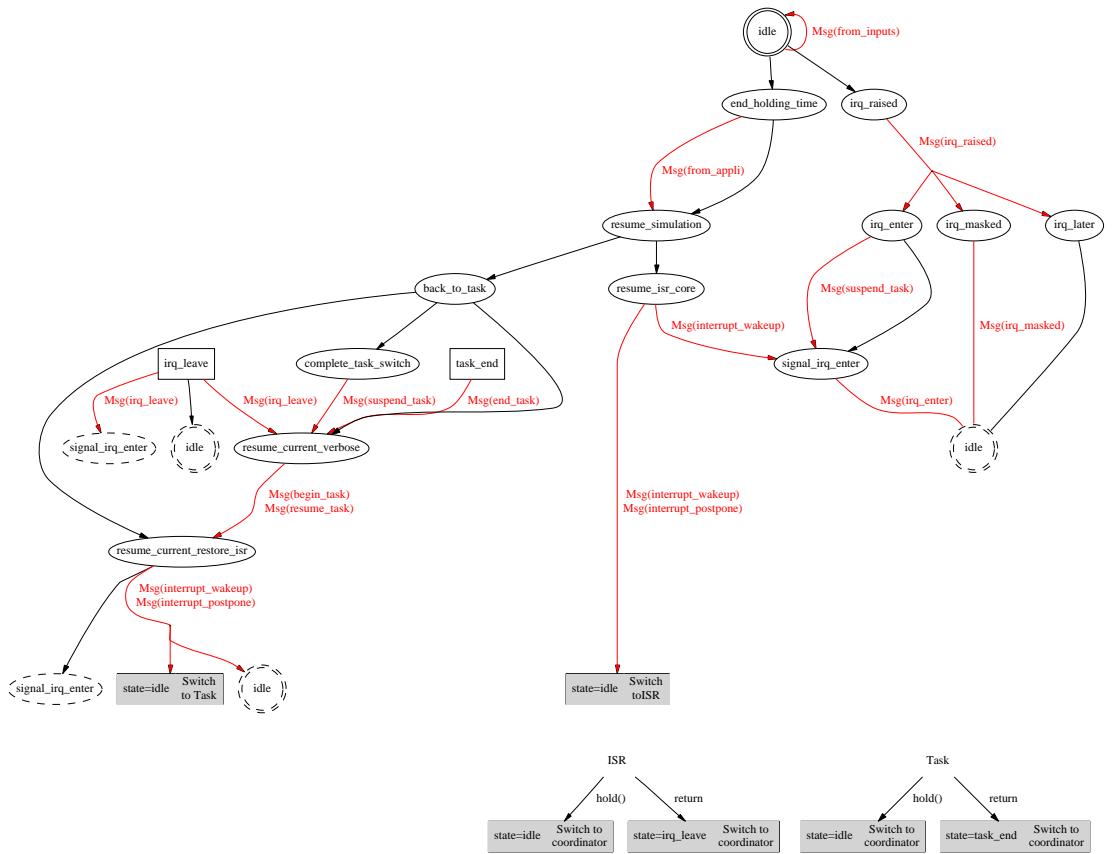 idle
Msg(from_inputs)
end_holding_time
irq_raised
Msg(irq_raised)
Msg(from_appli)
resume_simulation
irq_enter
irq_masked
irq_later
back_to_task
resume_isr_core
Msg(suspend_task)
Msg(interrupt_wakeup)
Msg(irq_masked)
irq_leave
complete_task_switch
task_end
signal_irq_enter
Msg(irq_leave)
Msg(irq_leave)
Msg(suspend_task)
Msg(end_task)
Msg(irq_enter)
signal_irq_enter
idle
resume_current_verbose
idle
Msg(begin_task)
Msg(resume_task)
Msg(interrupt_wakeup)
Msg(interrupt_postpone)
resume_current_restore_isr
Msg(interrupt_wakeup)
Msg(interrupt_postpone)
signal_irq_enter
state=idle
Switch
to Task
idle
state=idle
Switch
toISR
ISR
Task
hold()
return
hold()
return
state=idle
Switch to
coordinator
state=irq_leave
Switch to
coordinator
state=idle
Switch to
coordinator
state=task_end
Switch to
coordinator